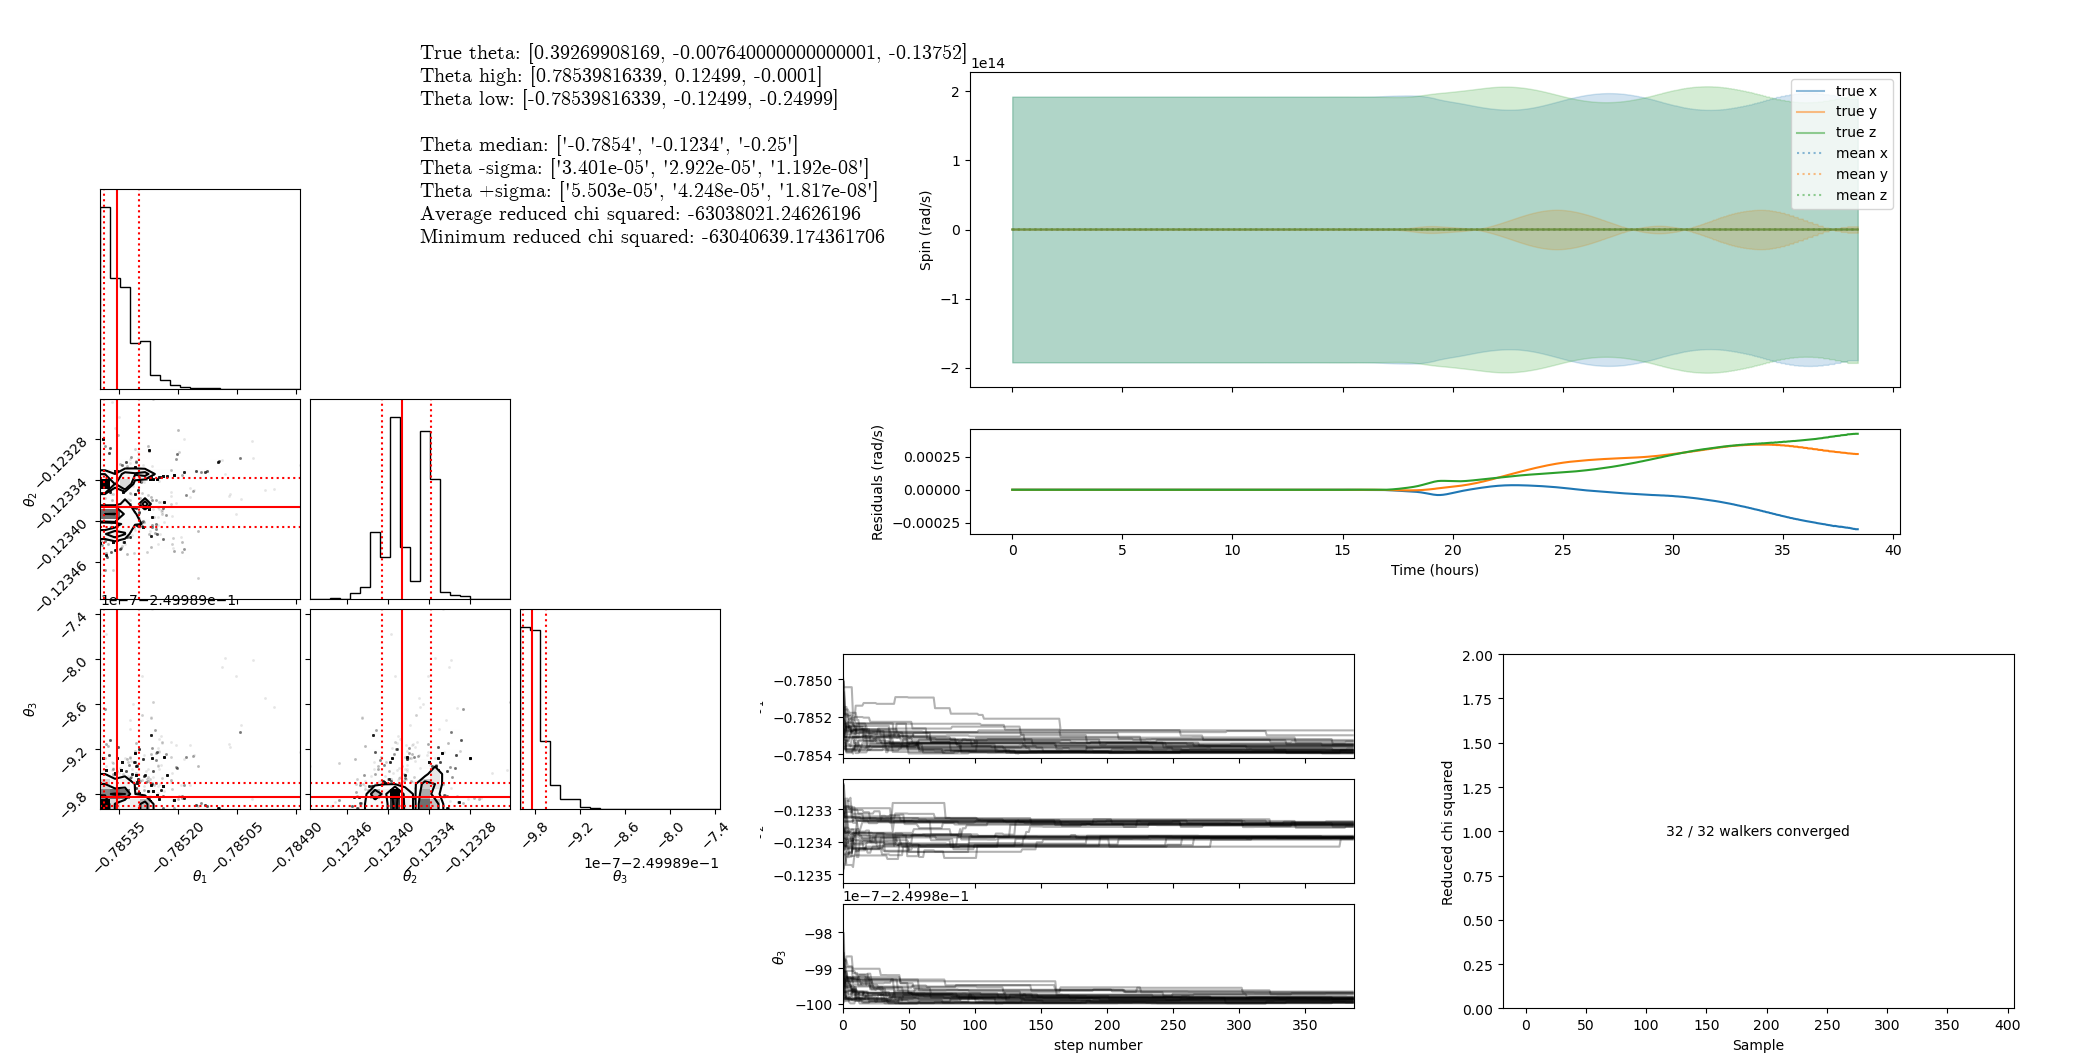 True theta: [0.39269908169, -0.007640000000000001, -0.13752]
Theta high: [0.78539816339, 0.12499, -0.0001]
Theta low: [-0.78539816339, -0.12499, -0.24999]
Theta median: ['-0.7854', '-0.1234', '-0.25']
Theta -sigma: ['3.401e-05', '2.922e-05', '1.192e-08']
Theta +sigma: ['5.503e-05', '4.248e-05', '1.817e-08']
Average reduced chi squared: -63038021.24626196
Minimum reduced chi squared: -63040639.174361706
1e14
2
1
0
−1
−2
Spin (rad/s)
true x
true y
true z
mean x
mean y
mean z
0.00025
0.00000
−0.00025
Residuals (rad/s)
0 5 10 15 20 25 30 35 40
Time (hours)
θ2
−0.12328
−0.12334
−0.12340
−0.12346
1e−7−2.49989e−1
θ3
−7.4
−8.0
−8.6
−9.2
−9.8
−0.78535 −0.78520 −0.78505 −0.78490
θ1
−0.12346 −0.12340 −0.12334 −0.12328
θ2
−9.8 −9.2 −8.6 −8.0 −7.4
1e−7−2.49989e−1
θ3
−0.7850
−0.7852
−0.7854
−0.1233
−0.1234
−0.1235
1e−7−2.4998e−1
−98
−99
−100
θ3
0 50 100 150 200 250 300 350
step number
2.00
1.75
1.50
1.25
1.00
0.75
0.50
0.25
0.00
Reduced chi squared
32 / 32 walkers converged
0 50 100 150 200 250 300 350 400
Sample